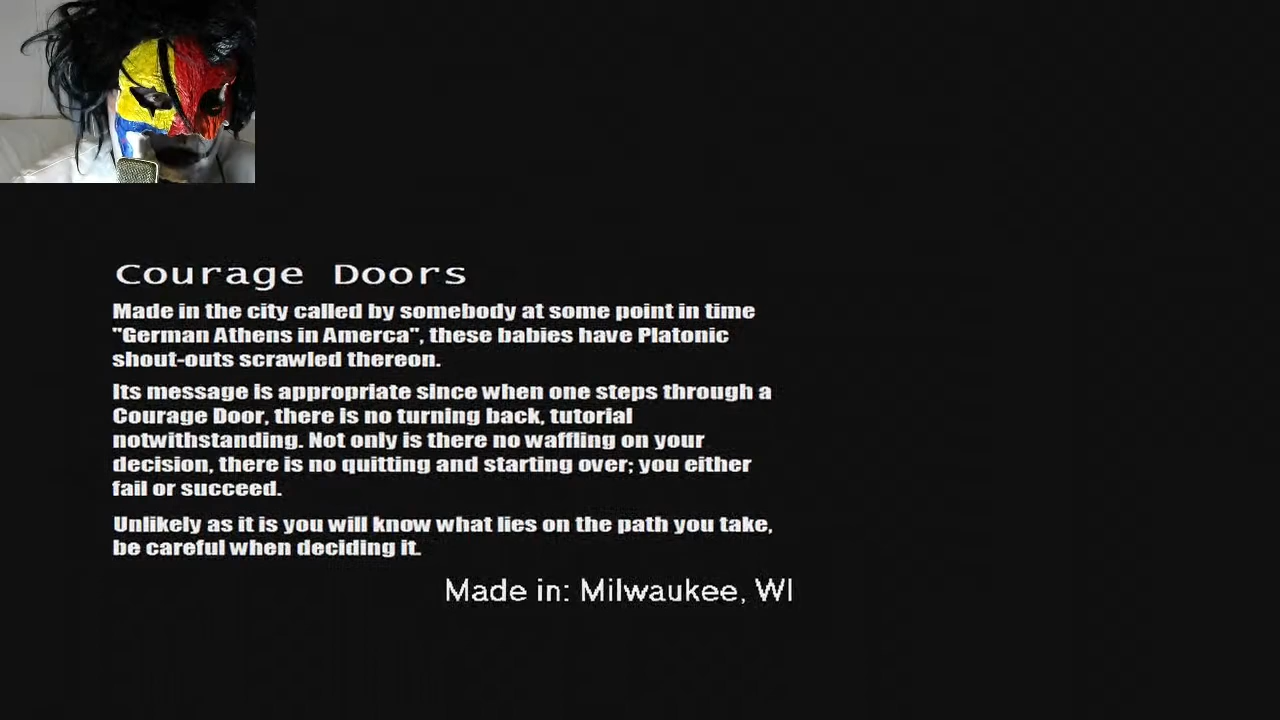 Courage Doors
Made in the city called by somebody at some point in time
"German Athens in Amerca", these babies have Platonic
shout-outs scrawled thereon.
Its message is appropriate since when one steps through a
Courage Door, there is no turning back, tutorial
notwithstanding. Not only is there no waffling on your
decision, there is no quitting and starting over; you either
fail or succeed.
Unlikely as it is you will know what lies on the path you take,
be careful when deciding it.
Made in: Milwaukee, WI